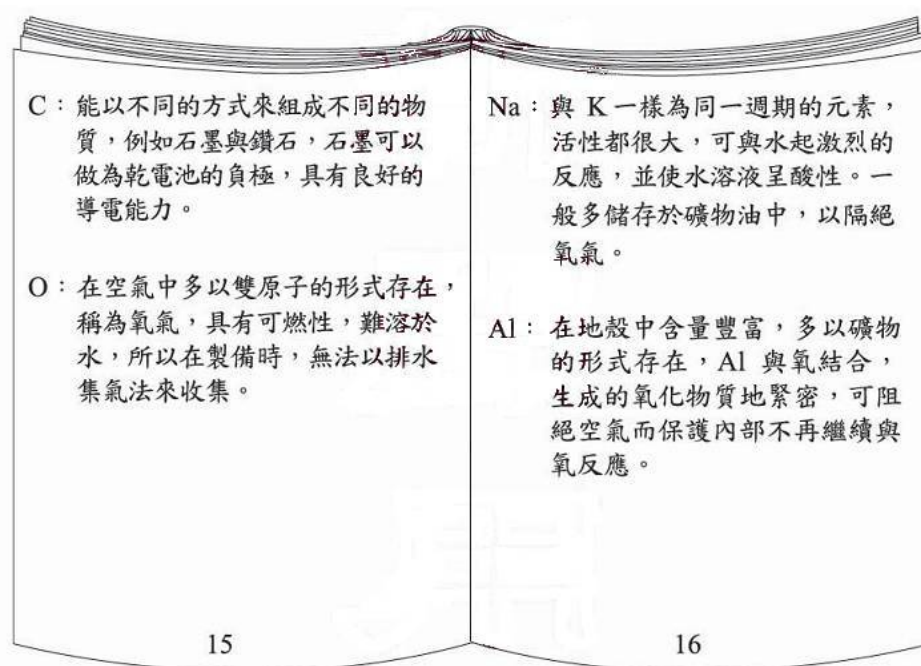 C：能以不同的方式來組成不同的物
質，例如石墨與鑽石，石墨可以
做為乾電池的負極，具有良好的
導電能力。
O：在空氣中多以雙原子的形式存在，
稱為氧氣，具有可燃性，難溶於
水，所以在製備時，無法以排水
集氣法來收集。
15
Na：與 K 一樣為同一週期的元素，
活性都很大，可與水起激烈的
反應，並使水溶液呈酸性。一
般多儲存於礦物油中，以隔絕
氧氣。
Al：在地殼中含量豐富，多以礦物
的形式存在，Al 與氧結合，
生成的氧化物質地緊密，可阻
絕空氣而保護內部不再繼續與
氧反應。
16